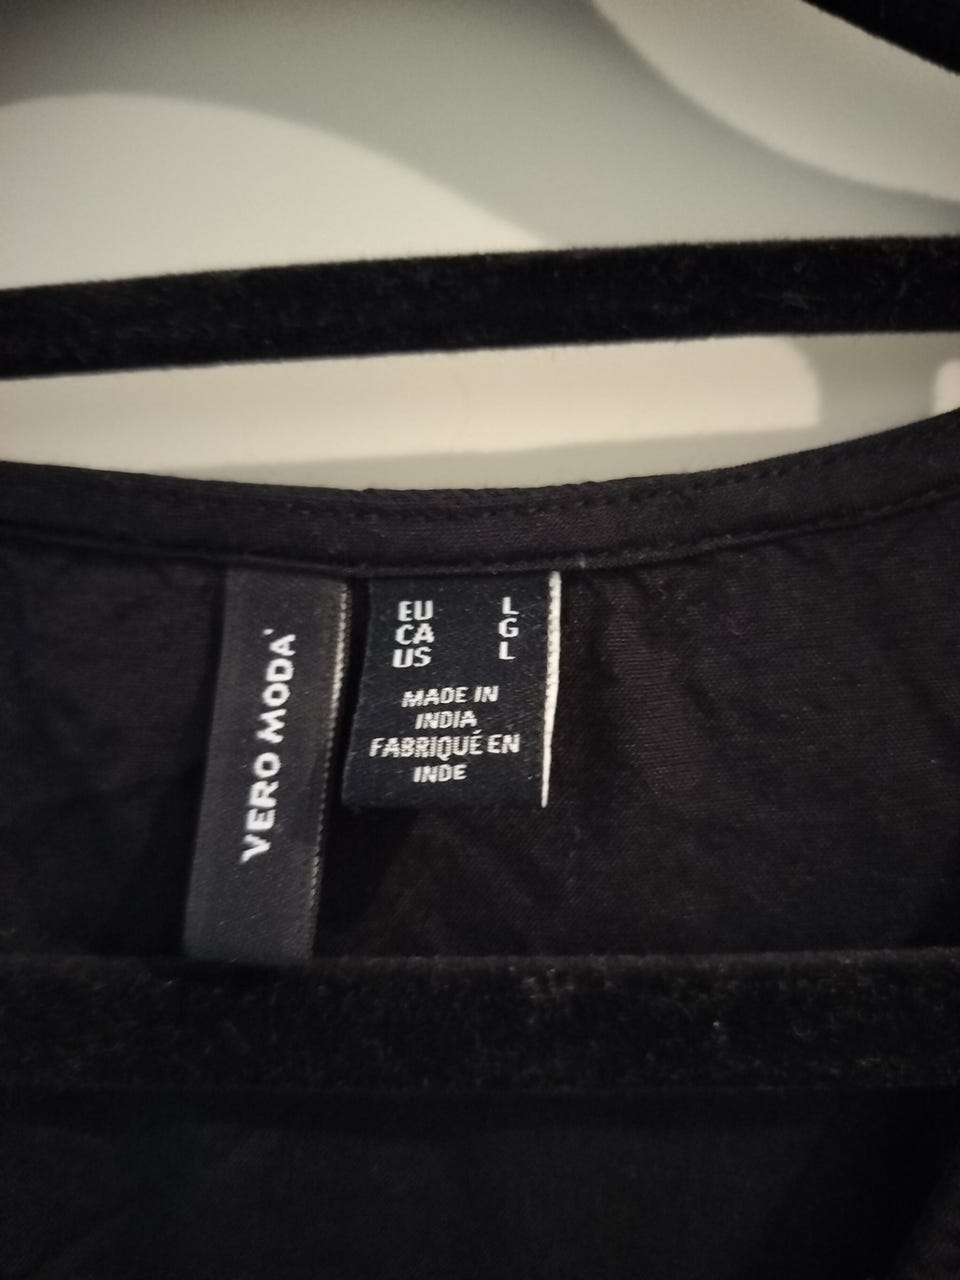 VERO MODA
EU L
CA G
US L
MADE IN
INDIA
FABRIQUÉ EN
INDE